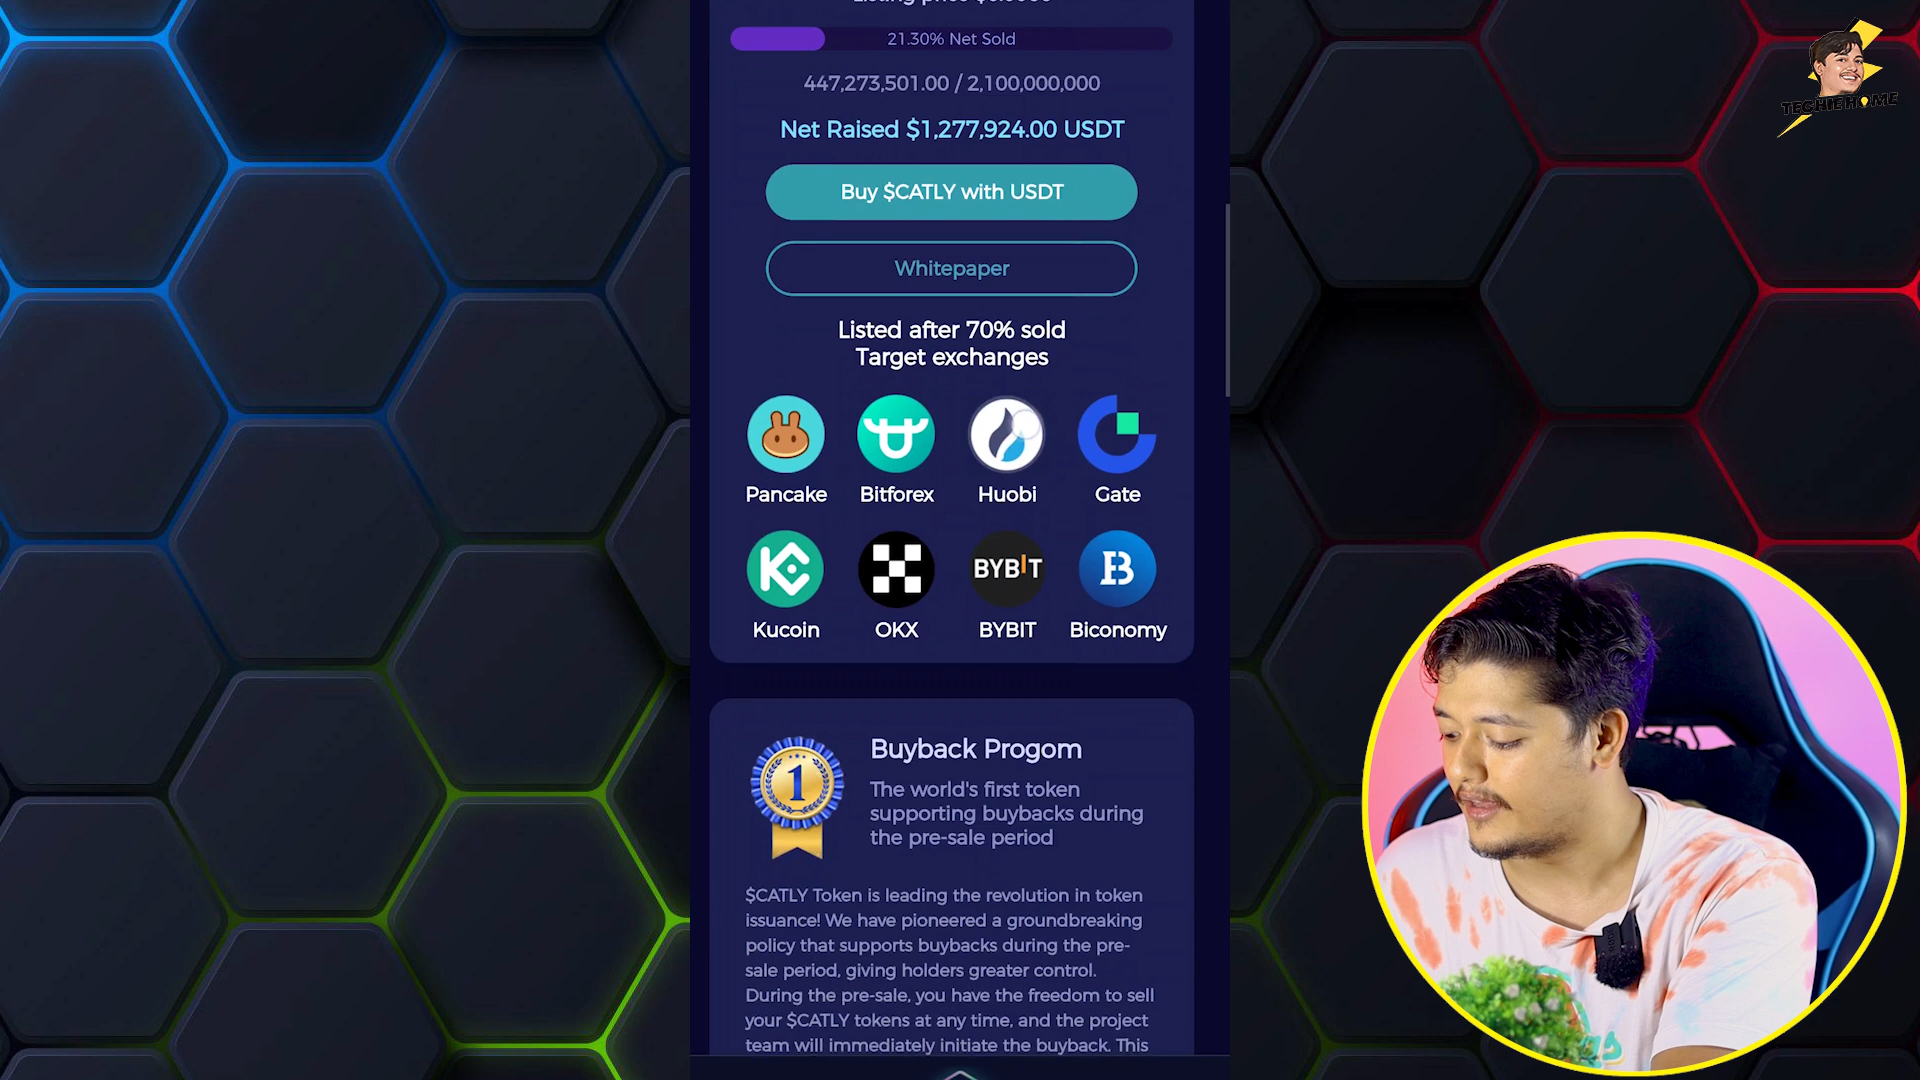 21.30% Net Sold
447,273,501.00 / 2,100,000,000
Net Raised $1,277,924.00 USDT
Buy $CATLY with USDT
Whitepaper
Listed after 70% sold
Target exchanges
Pancake
Bitforex
Huobi
Gate
BYBIT
Kucoin
OKX
BYBIT
Biconomy
1
Buyback Progom
The world's first token
supporting buybacks during
the pre-sale period
$CATLY Token is leading the revolution in token
issuance! We have pioneered a groundbreaking
policy that supports buybacks during the pre-
sale period, giving holders greater control.
During the pre-sale, you have the freedom to sell
your $CATLY tokens at any time, and the project
team will immediately initiate the buyback. This
TECHIE HOME